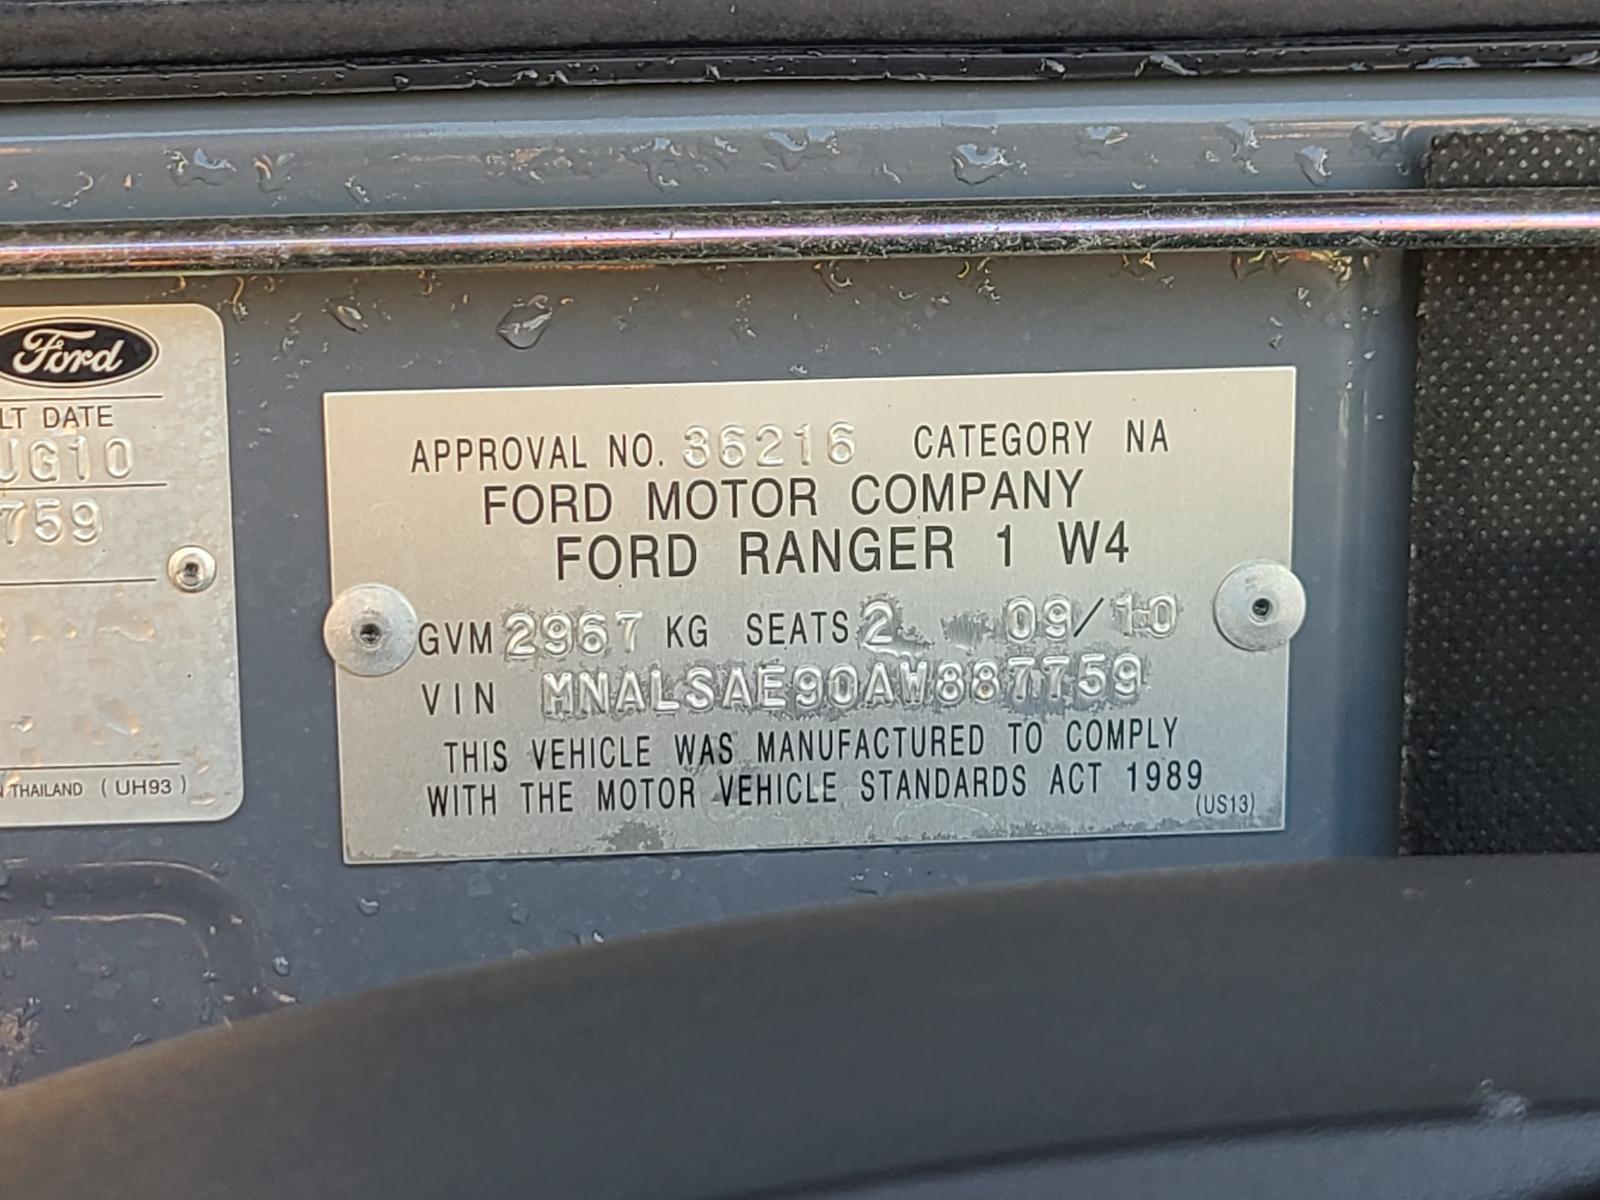 Ford
LT DATE
UG10
759
N THAILAND (UH93)
APPROVAL NO. 36216 CATEGORY NA
FORD MOTOR COMPANY
FORD RANGER 1 W4
GVM 2967 KG SEATS 2 09/10
VIN MNALSAE90AW887759
THIS VEHICLE WAS MANUFACTURED TO COMPLY
WITH THE MOTOR VEHICLE STANDARDS ACT 1989
(US13)